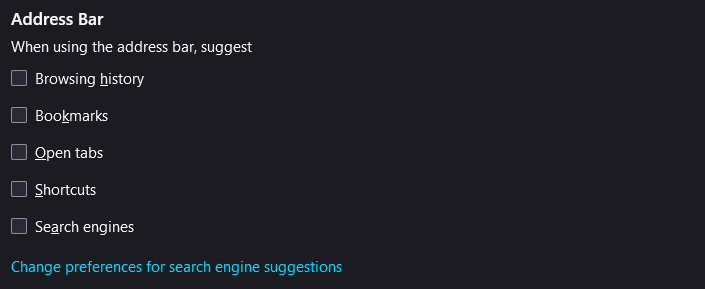 Address Bar
When using the address bar, suggest
Browsing history
Bookmarks
Open tabs
Shortcuts
Search engines
Change preferences for search engine suggestions